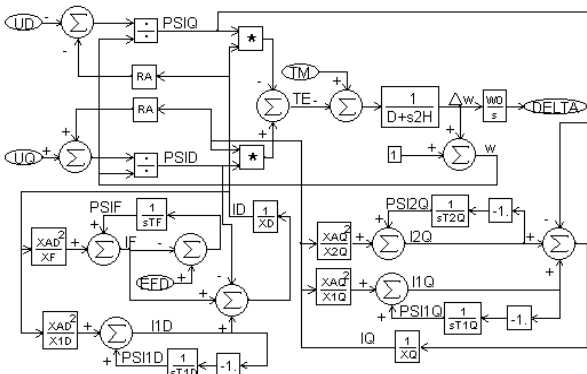 UD
-
Σ
-
÷
PSIQ
*
RA
RA
UQ
+
Σ
+
÷
PSID
*
-
Σ
+
TM
+
TE -
Σ
1
D+s2H
Δw
W0
s
DELTA
1
+
+
Σ
w
PSIF
1
sTF
ID
1
XD
XAD²
XF
+
+
Σ
IF
-
Σ
+
EFD
-
+
Σ
+
XAD²
X1D
+
Σ
I1D
+
PSI1D
1
sT1D
-1.
PSI2Q
1
sT2Q
-1.
XAQ²
X2Q
+
+
Σ
I2Q
+
-
Σ
+
XAQ²
X1Q
+
Σ
I1Q
+
PSI1Q
1
sT1Q
-1.
IQ
1
XQ